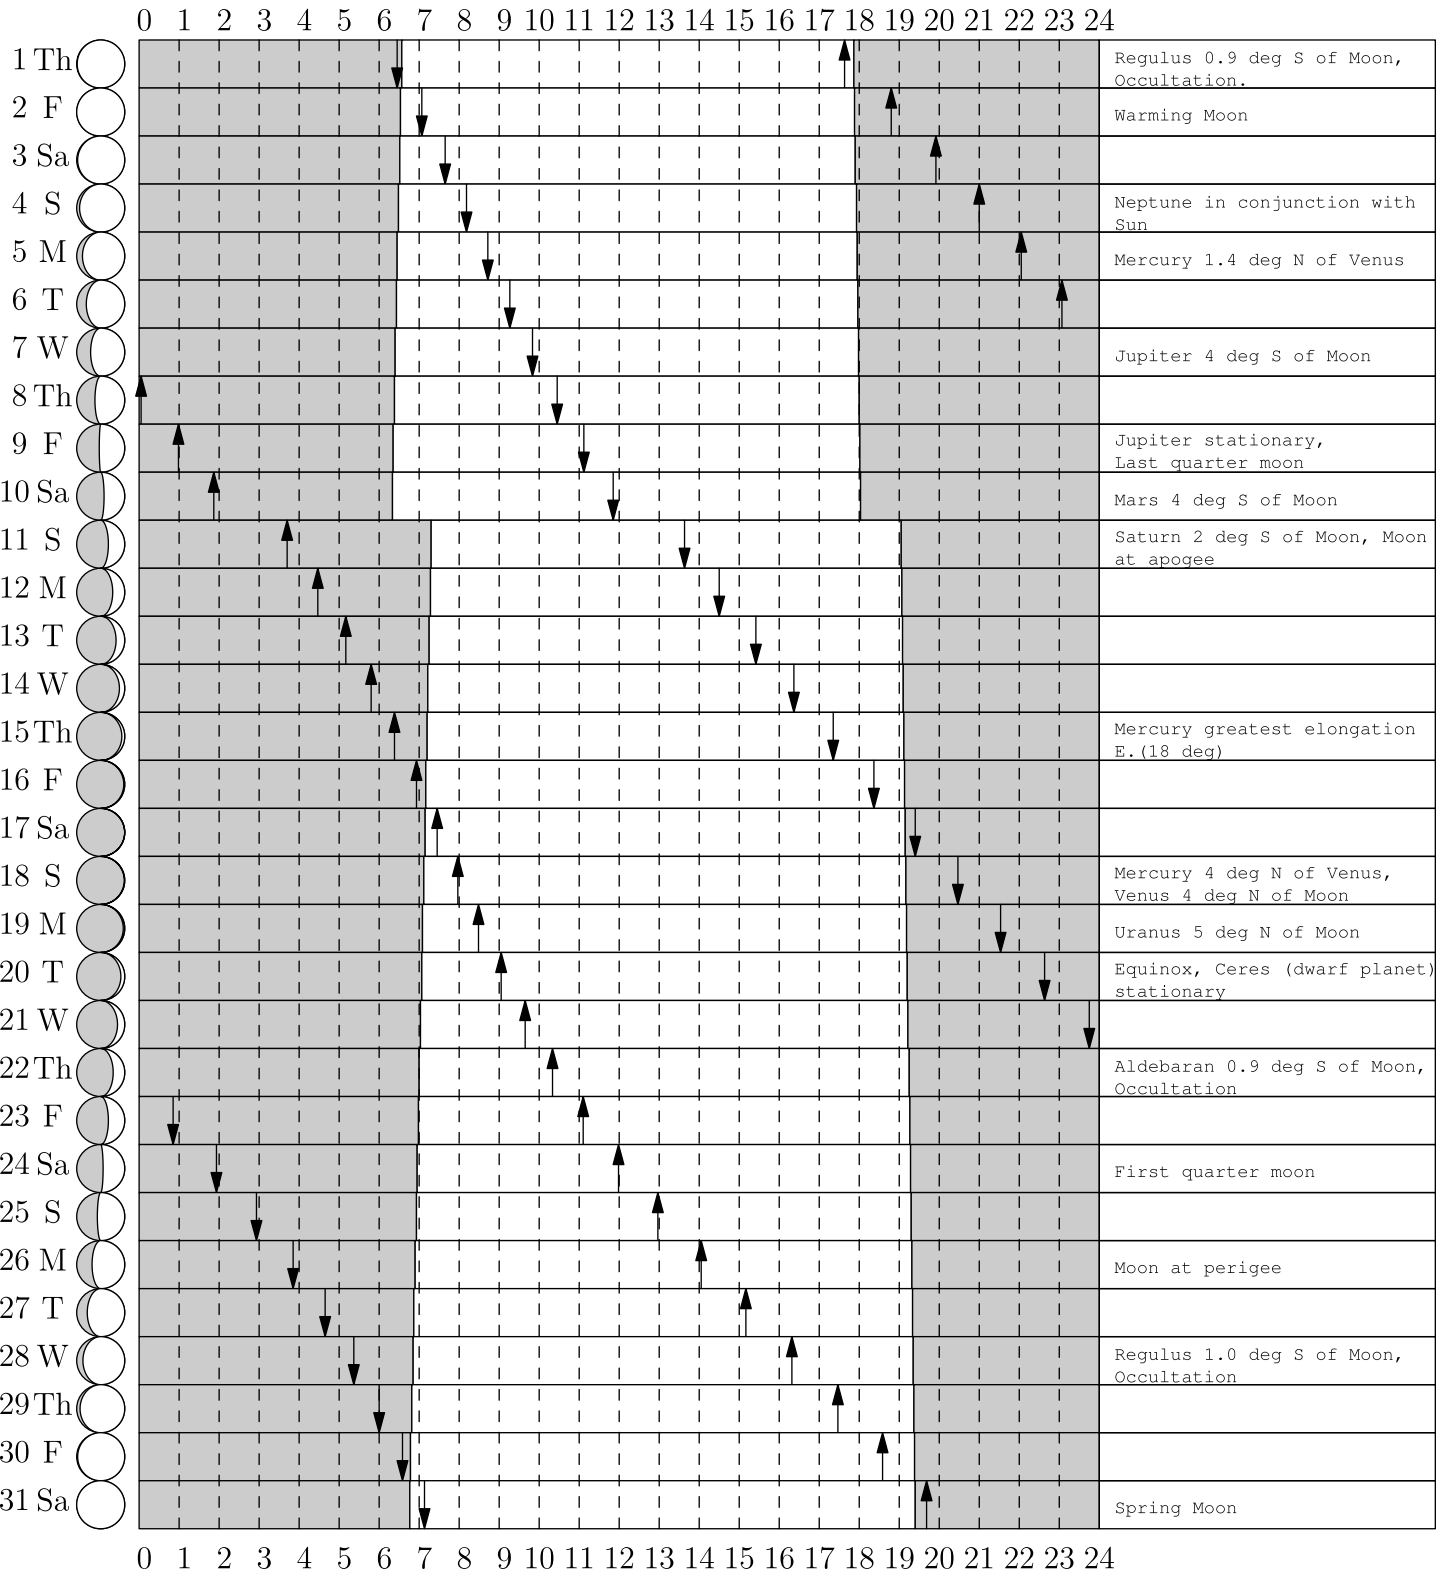 0 1 2 3 4 5 6 7 8 9 10 11 12 13 14 15 16 17 18 19 20 21 22 23 24
1 Th Regulus 0.9 deg S of Moon,
Occultation.
2 F Warming Moon
3 Sa
4 S Neptune in conjunction with
Sun
5 M Mercury 1.4 deg N of Venus
6 T
7 W Jupiter 4 deg S of Moon
8 Th
9 F Jupiter stationary,
Last quarter moon
10 Sa Mars 4 deg S of Moon
11 S Saturn 2 deg S of Moon, Moon
at apogee
12 M
13 T
14 W
15 Th Mercury greatest elongation
E.(18 deg)
16 F
17 Sa
18 S Mercury 4 deg N of Venus,
Venus 4 deg N of Moon
19 M Uranus 5 deg N of Moon
20 T Equinox, Ceres (dwarf planet)
stationary
21 W
22 Th Aldebaran 0.9 deg S of Moon,
Occultation
23 F
24 Sa First quarter moon
25 S
26 M Moon at perigee
27 T
28 W Regulus 1.0 deg S of Moon,
Occultation
29 Th
30 F
31 Sa Spring Moon
0 1 2 3 4 5 6 7 8 9 10 11 12 13 14 15 16 17 18 19 20 21 22 23 24